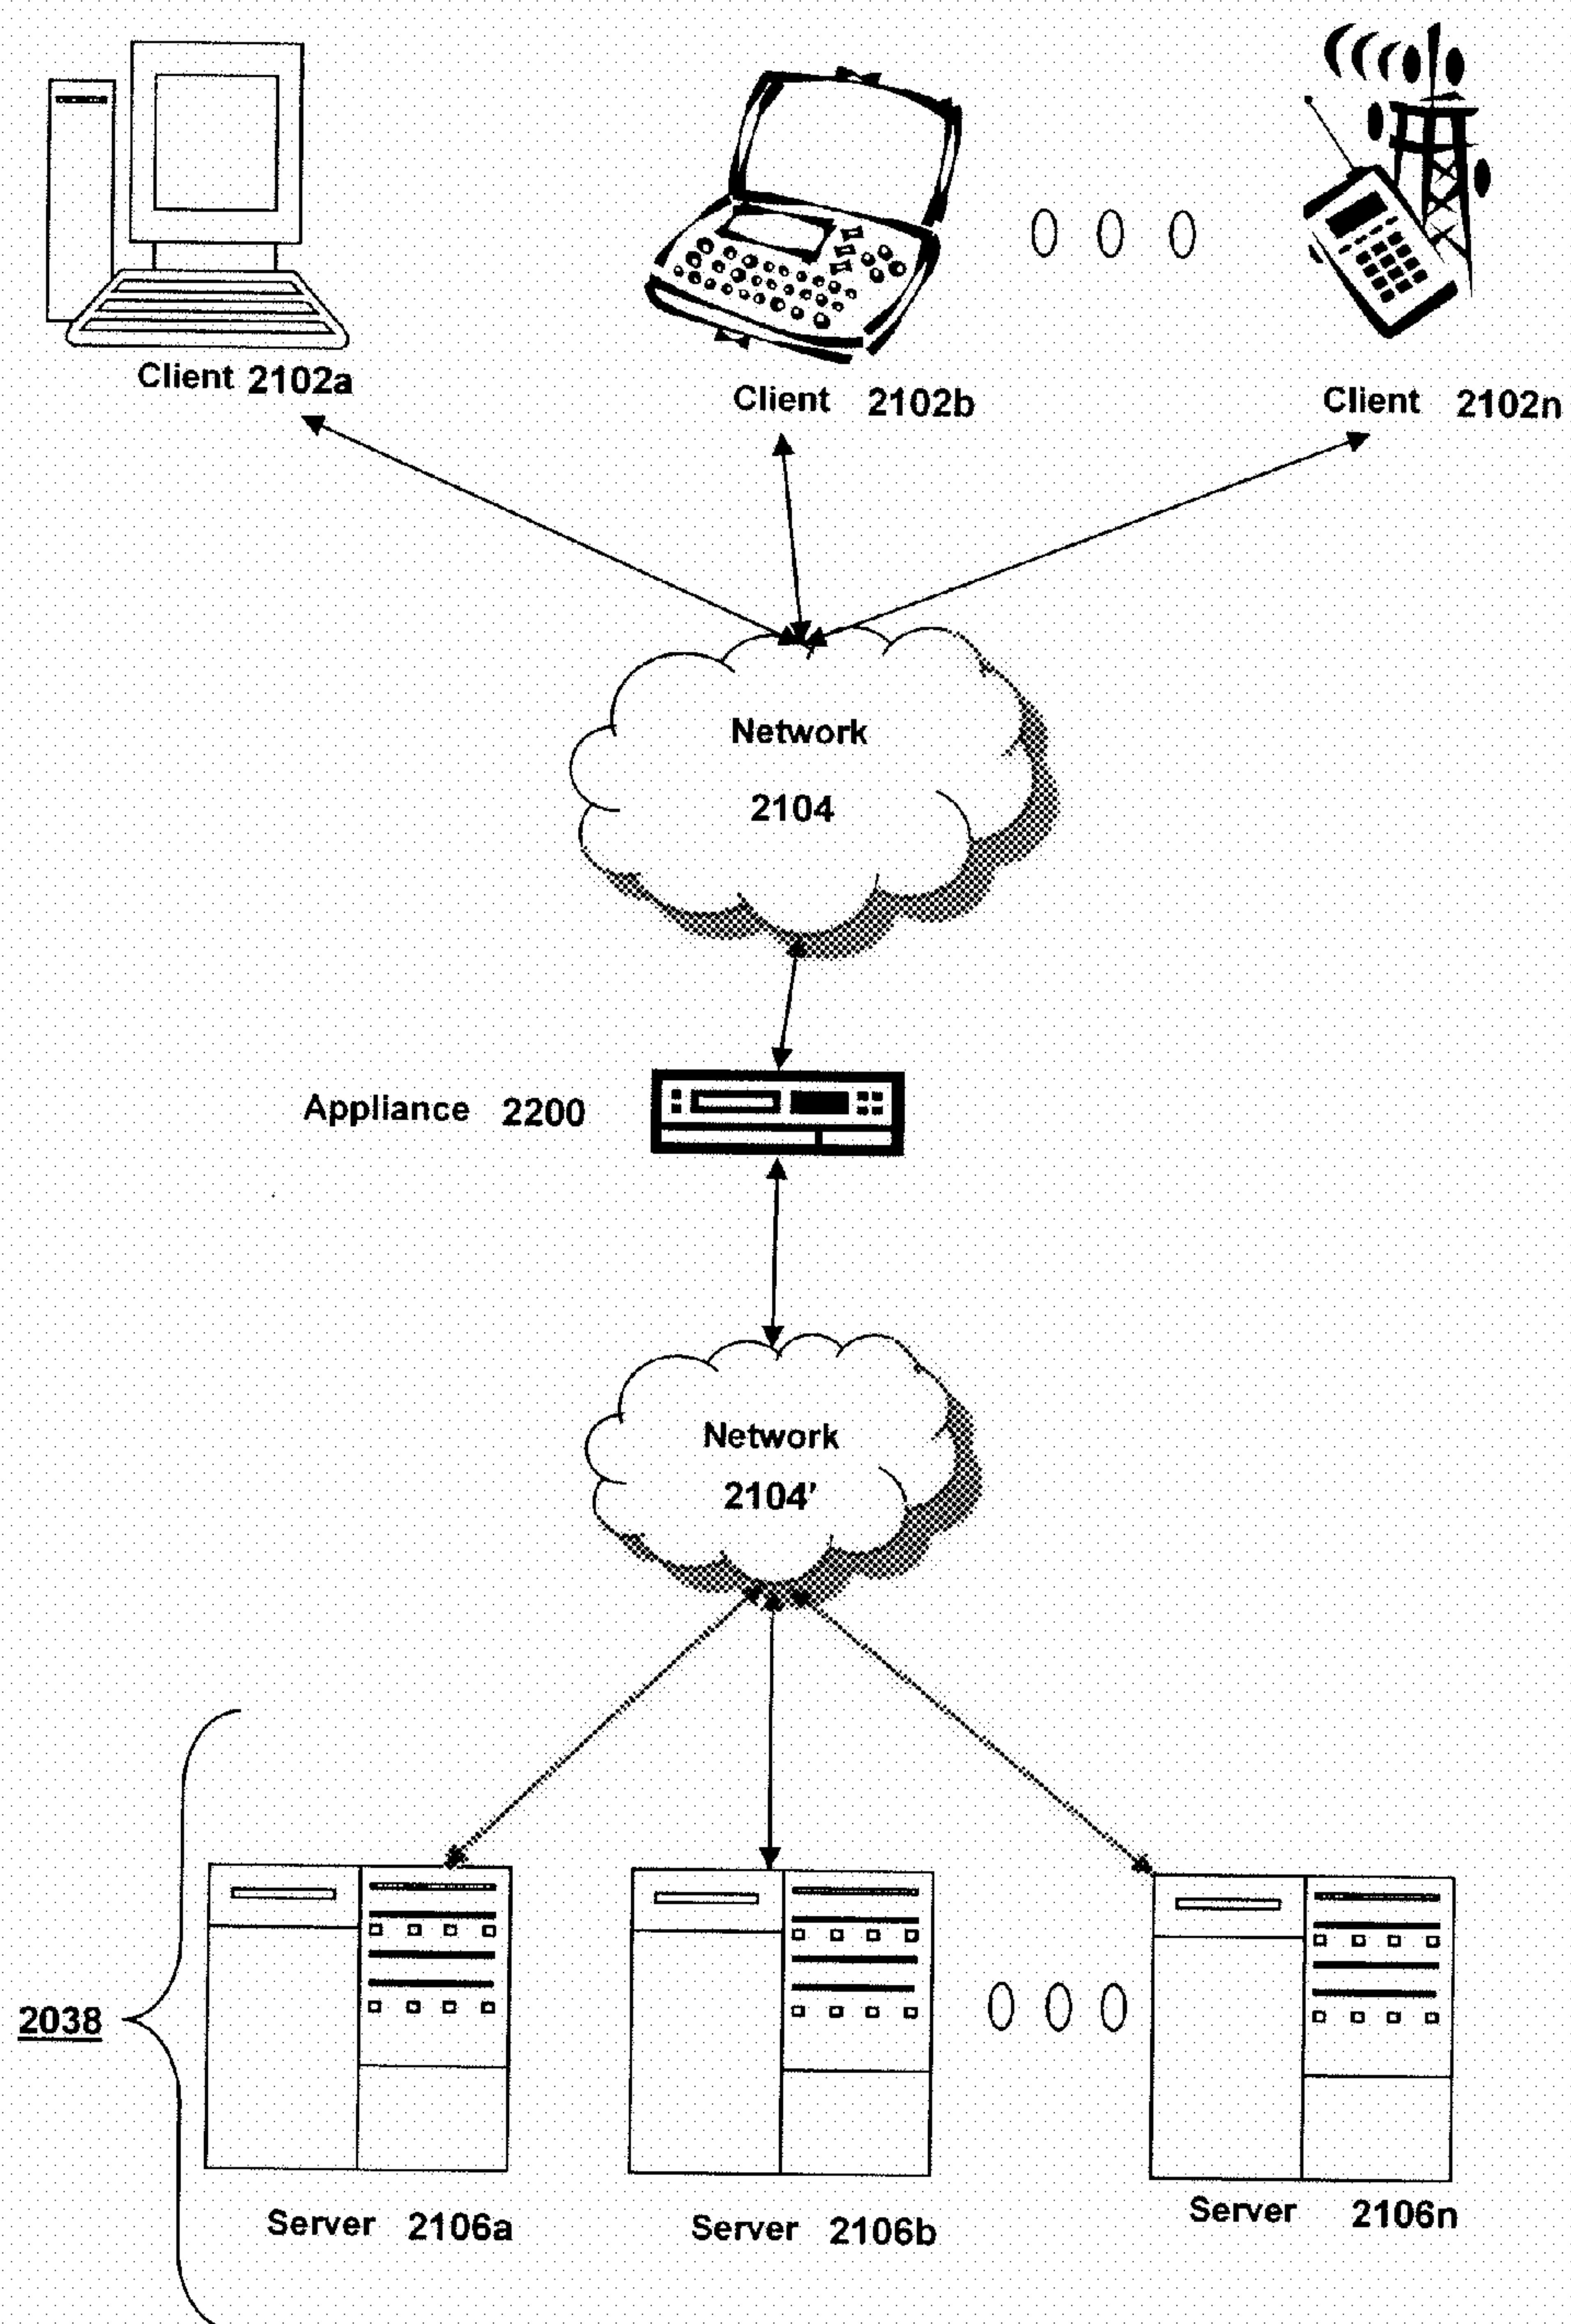 Client 2102a
Client 2102b
Client 2102n
Network
2104
Appliance 2200
Network
2104'
2038
Server 2106a
Server 2106b
Server 2106n